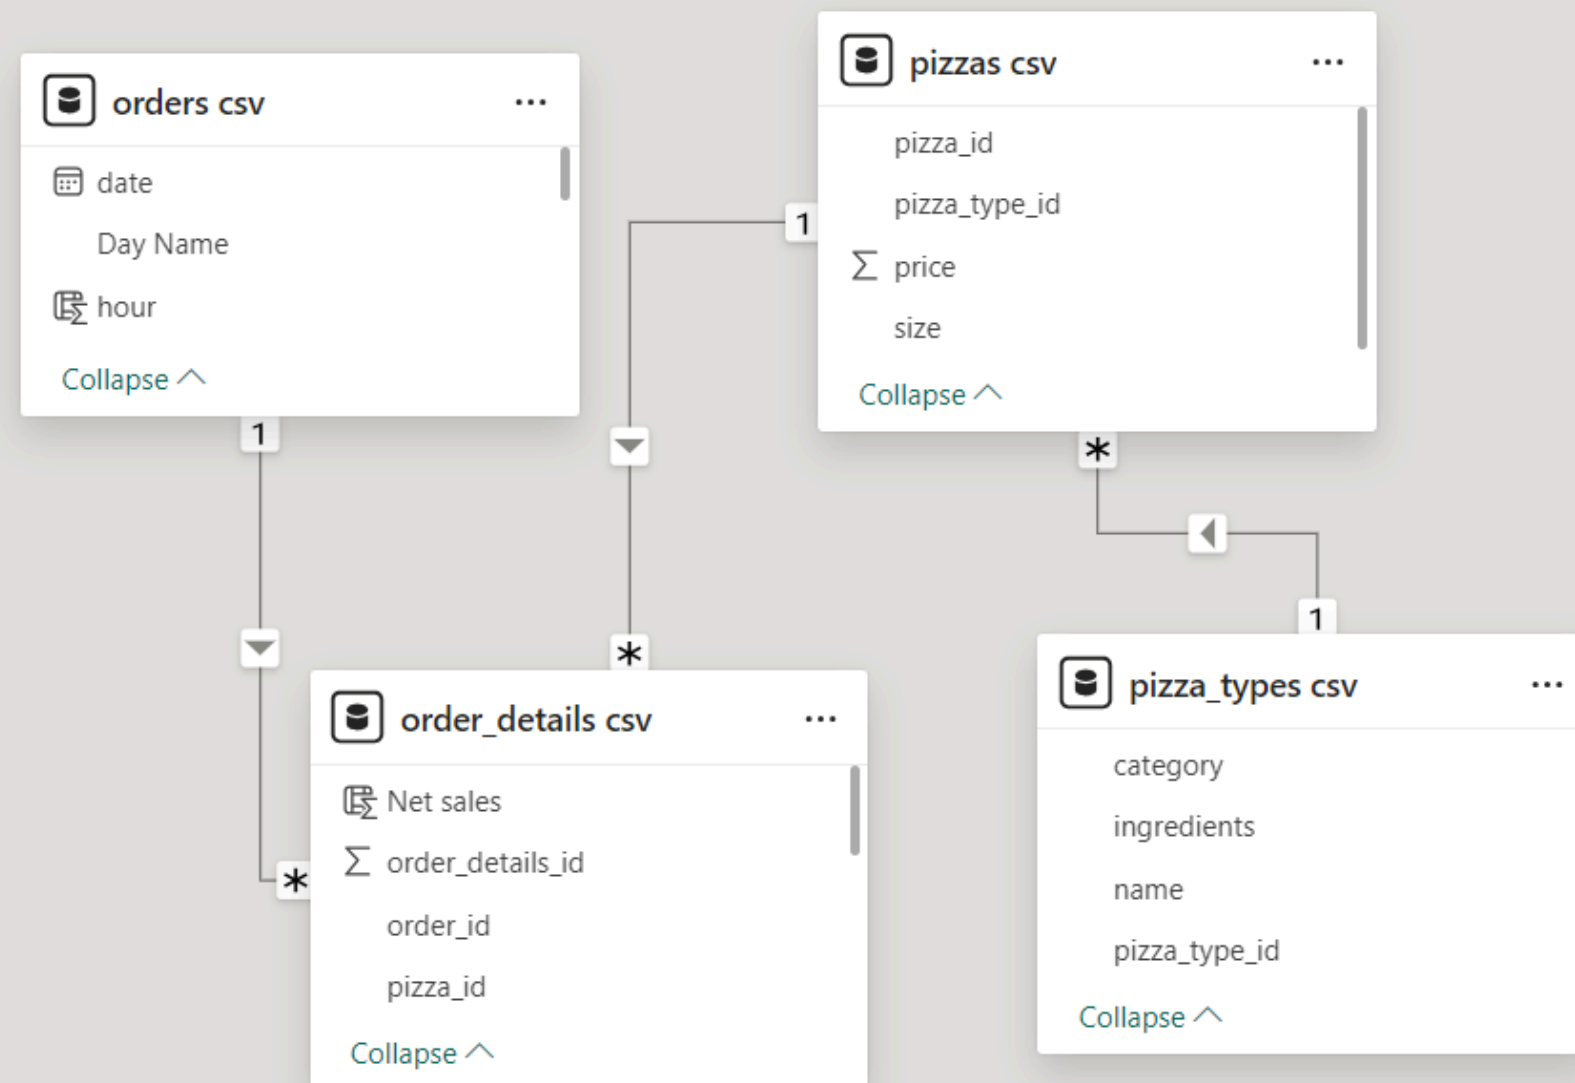 orders csv
date
Day Name
hour
Collapse
1
*
pizzas csv
pizza_id
pizza_type_id
price
size
Collapse
1
*
*
1
order_details csv
Net sales
order_details_id
order_id
pizza_id
Collapse
pizza_types csv
category
ingredients
name
pizza_type_id
Collapse